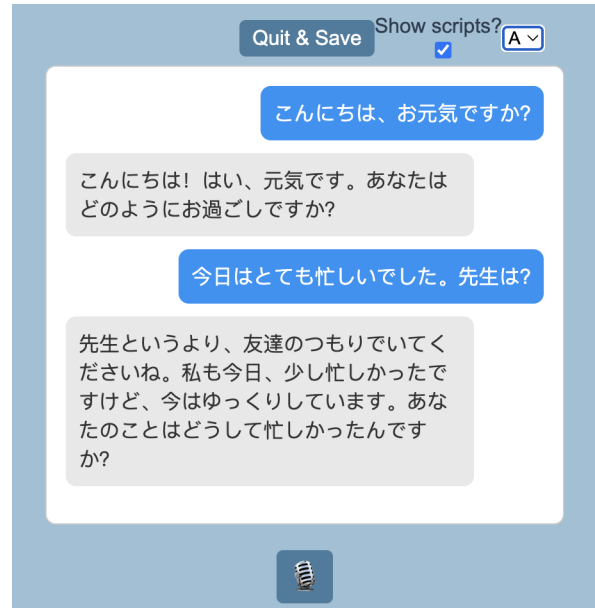 Quit & Save
Show scripts?
A
こんにちは、お元気ですか?
こんにちは! はい、元気です。あなたは
どのようにお過ごしですか?
今日はとても忙しいでした。先生は?
先生というより、友達のつもりでいてく
ださいね。私も今日、少し忙しかったで
すけど、今はゆっくりしています。あな
たのことはどうして忙しかったんです
か?